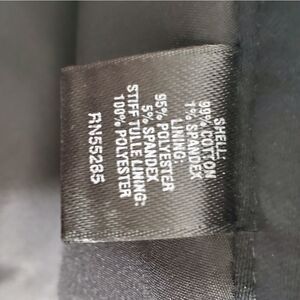 SHELL:
99% COTTON
1% SPANDEX
LINING:
95% POLYESTER
5% SPANDEX
STIFF TULLE LINING:
100% POLYESTER
RN55285